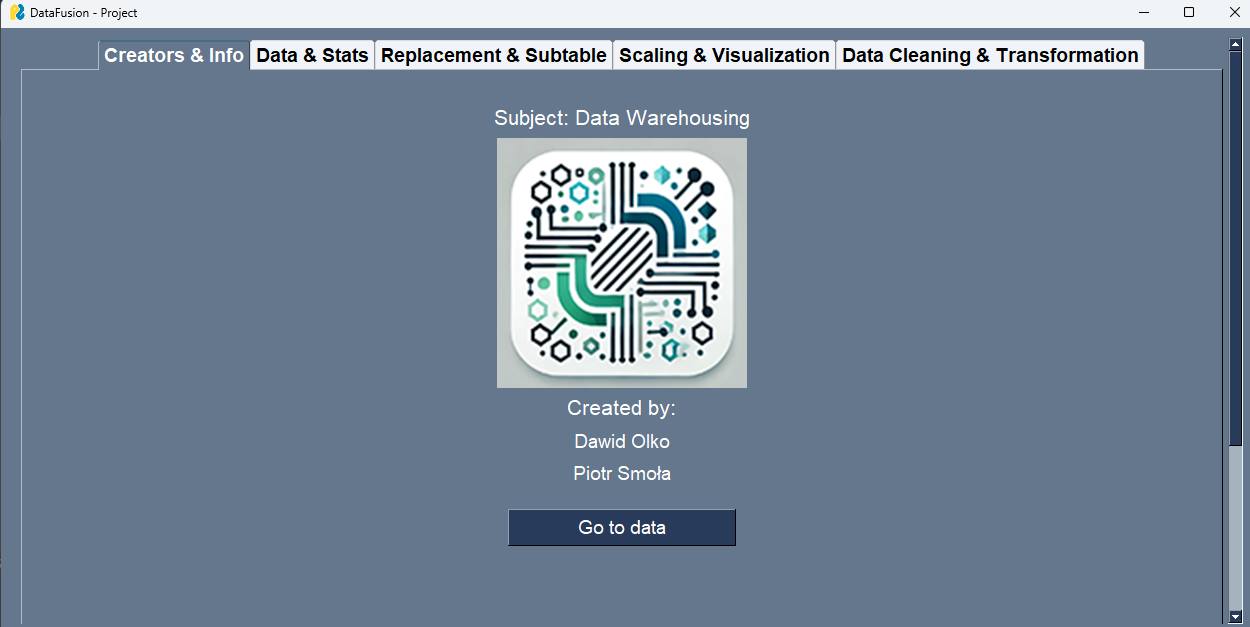 DataFusion - Project
Creators & Info Data & Stats Replacement & Subtable Scaling & Visualization Data Cleaning & Transformation
Subject: Data Warehousing
Created by:
Dawid Olko
Piotr Smoła
Go to data